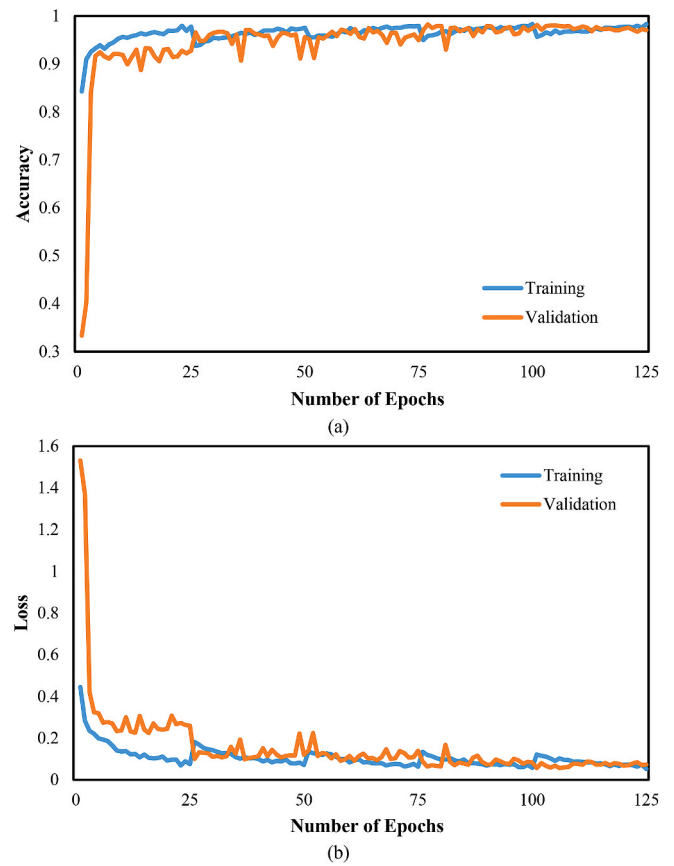 1
0.9
0.8
0.7
0.6
0.5
0.4
0.3
Accuracy
Training
Validation
0 25 50 75 100 125
Number of Epochs
(a)
1.6
1.4
1.2
1
0.8
0.6
0.4
0.2
0
Loss
Training
Validation
0 25 50 75 100 125
Number of Epochs
(b)